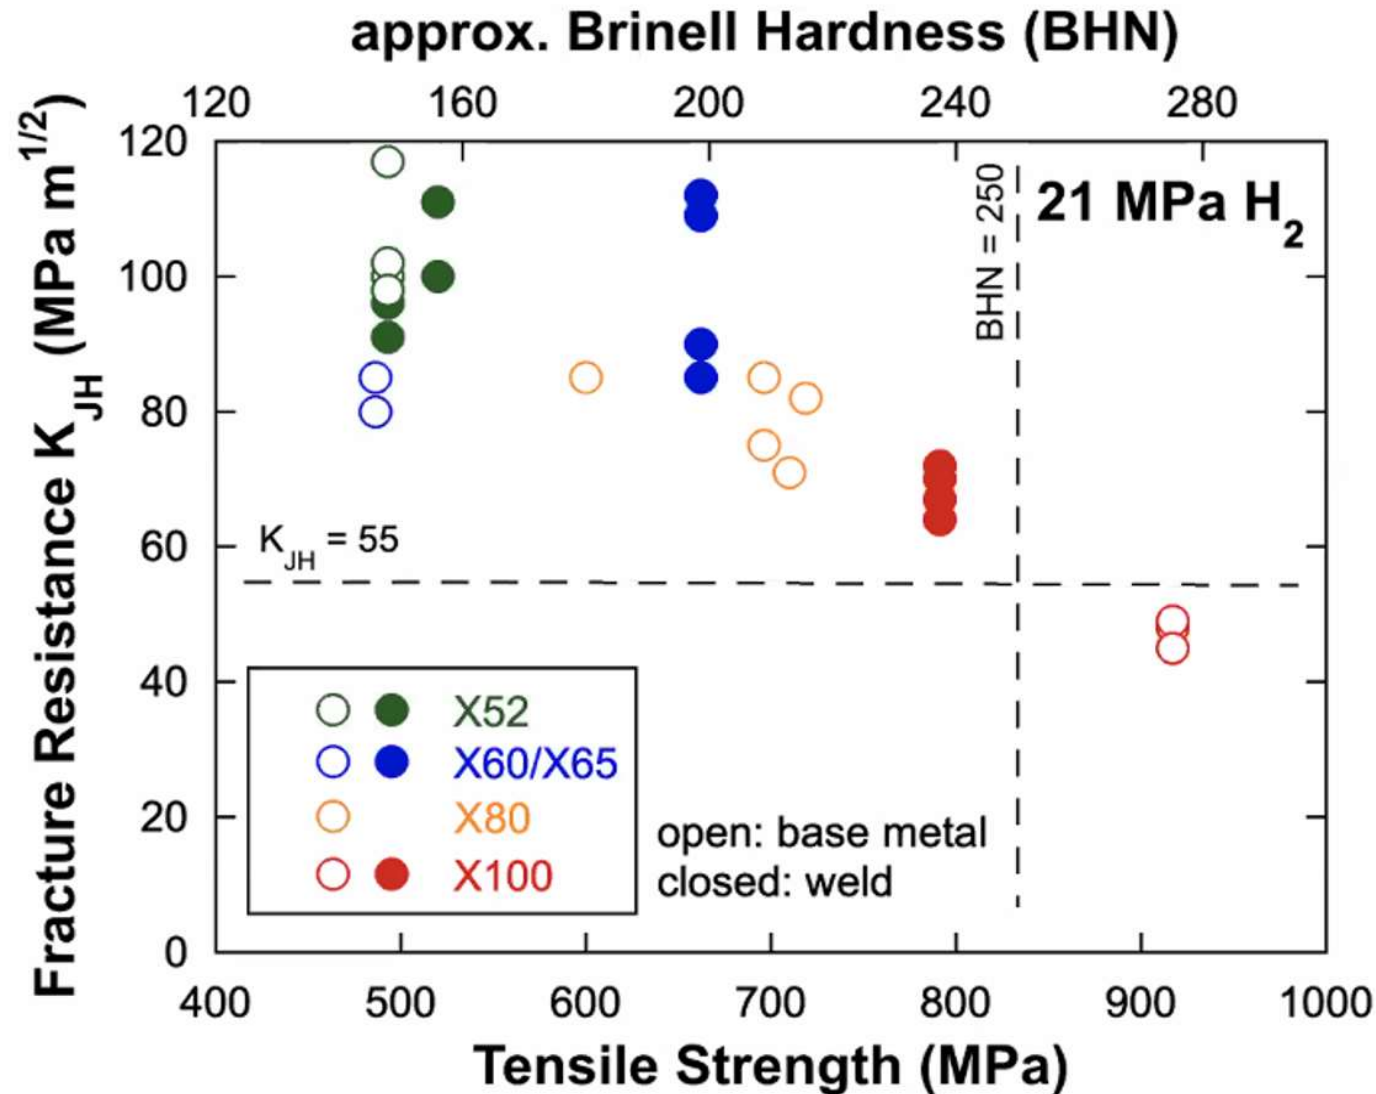 approx. Brinell Hardness (BHN)
120 160 200 240 280
Fracture Resistance K_JH (MPa m^1/2)
120
100
80
60
40
20
0
BHN = 250
21 MPa H₂
K_JH = 55
X52
X60/X65
X80
X100
open: base metal
closed: weld
400 500 600 700 800 900 1000
Tensile Strength (MPa)